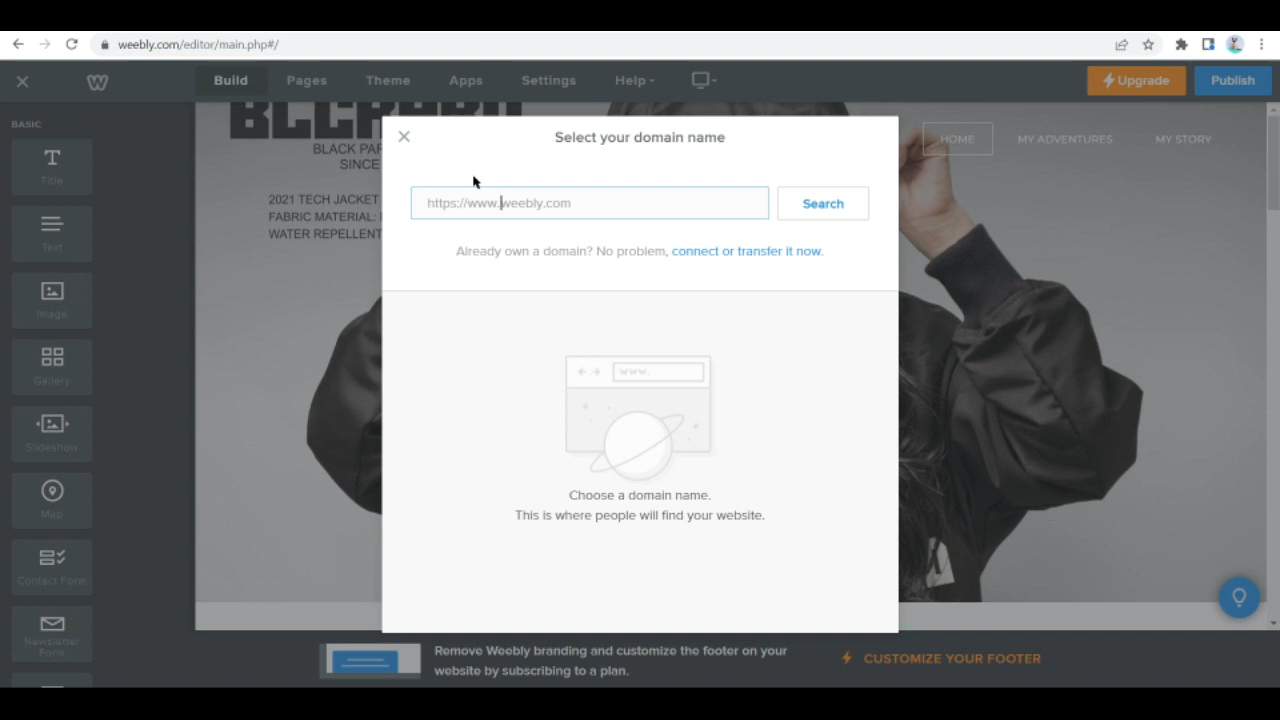 weebly.com/editor/main.php#/
Build
Pages
Theme
Apps
Settings
Help
Upgrade
Publish
BASIC
Title
Text
Image
Gallery
Slideshow
Map
Contact Form
Newsletter
Form
BLACK PAR
SINCE
2021 TECH JACKET
FABRIC MATERIAL:
WATER REPELLENT
HOME
MY ADVENTURES
MY STORY
Select your domain name
https://www.weebly.com
Search
Already own a domain? No problem, connect or transfer it now.
www.
Choose a domain name.
This is where people will find your website.
Remove Weebly branding and customize the footer on your
website by subscribing to a plan.
CUSTOMIZE YOUR FOOTER